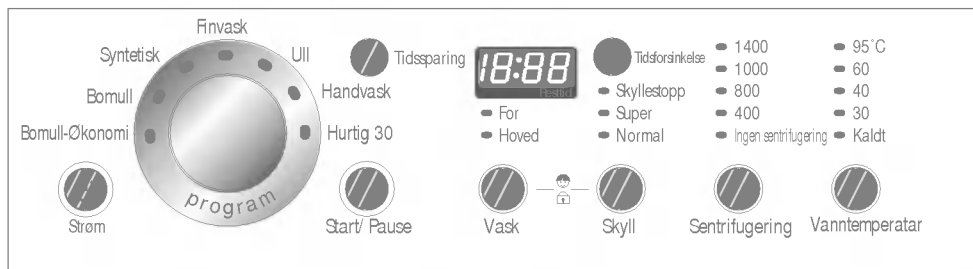 Finvask
Syntetisk
Ull
Bomull
Handvask
Bomull-Økonomi
Hurtig 30
program
Strøm
Start/ Pause
Tidssparing
18:88
Resttid
For
Hoved
Vask
Tidsforsinkelse
Skyllestopp
Super
Normal
Skyll
1400
1000
800
400
Ingen sentrifugering
Sentrifugering
95°C
60
40
30
Kaldt
Vanntemperatar